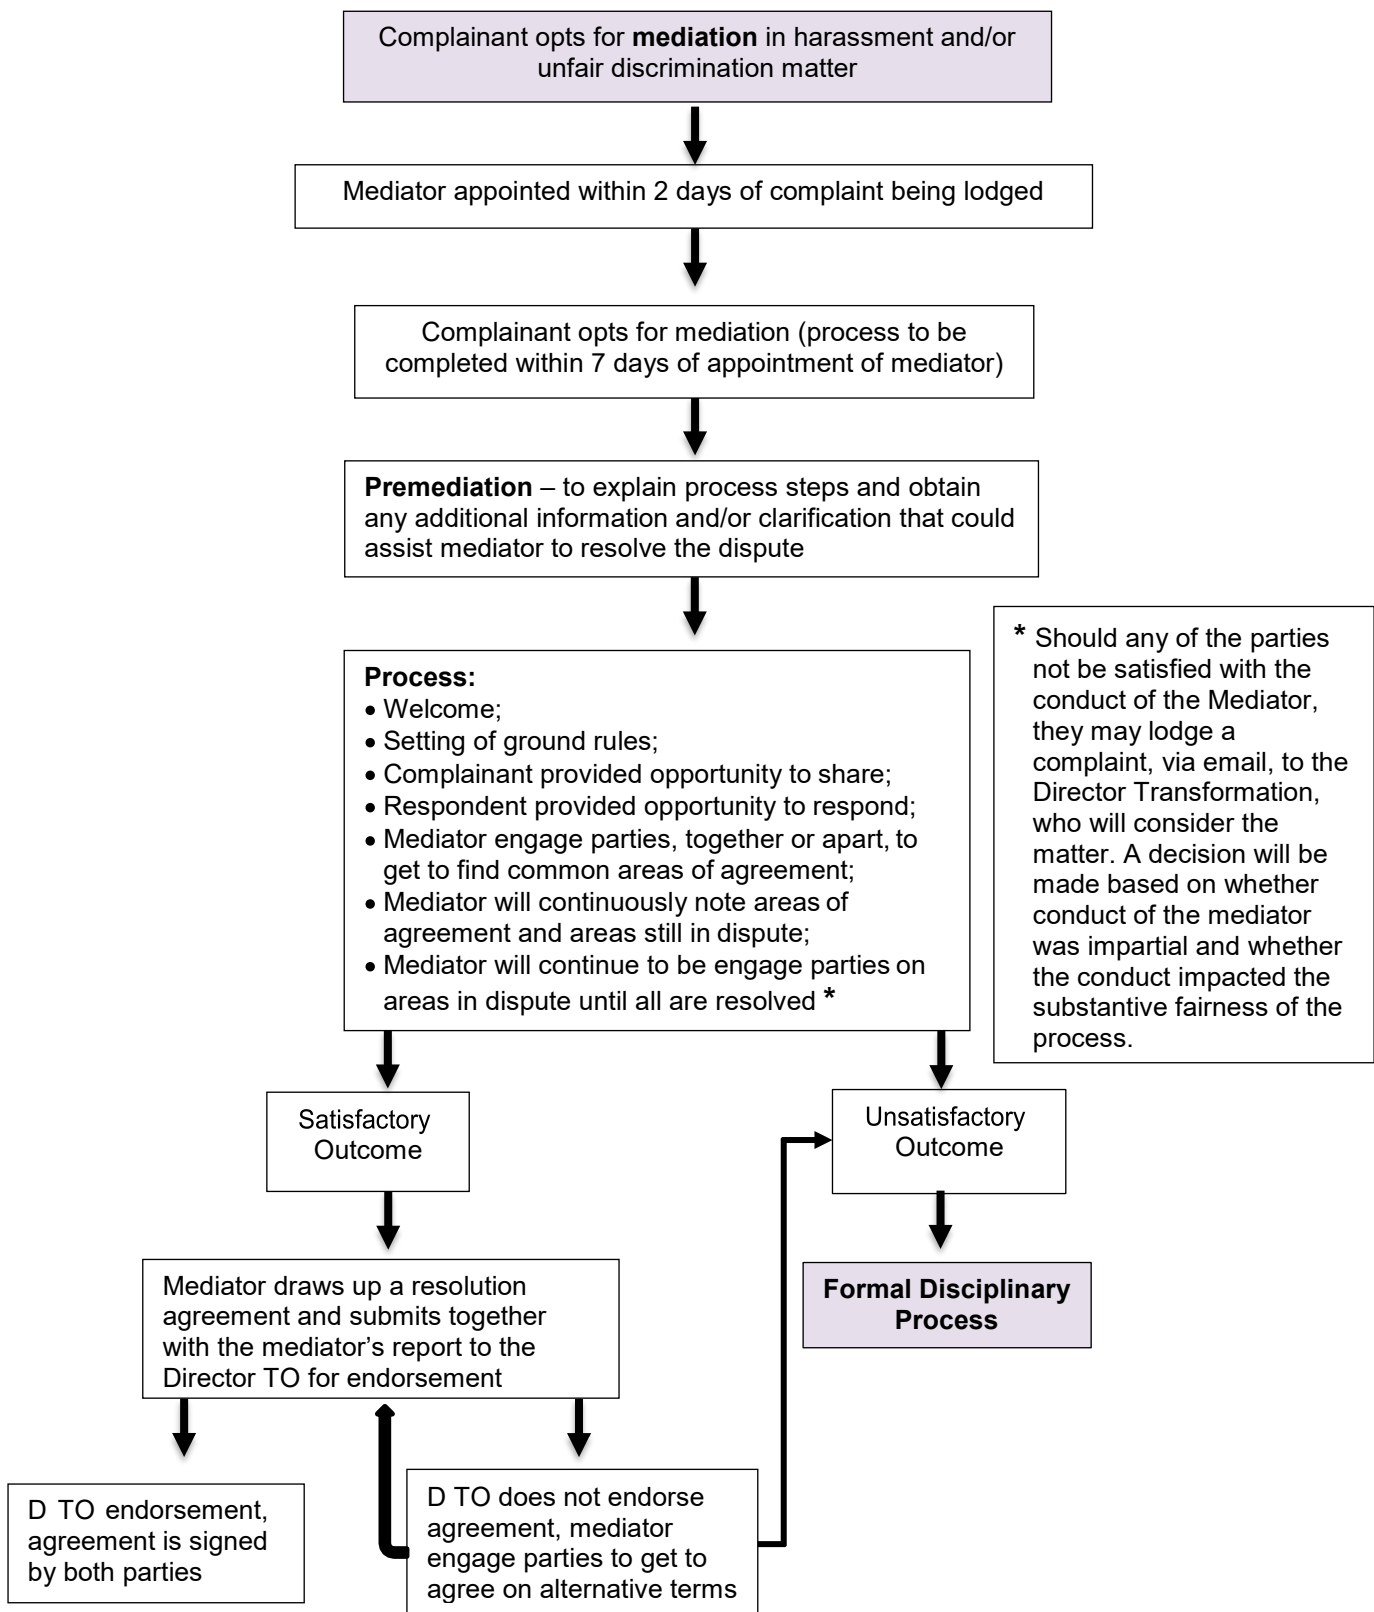 Complainant opts for mediation in harassment and/or
unfair discrimination matter
Mediator appointed within 2 days of complaint being lodged
Complainant opts for mediation (process to be
completed within 7 days of appointment of mediator)
Premediation – to explain process steps and obtain
any additional information and/or clarification that could
assist mediator to resolve the dispute
Process:
• Welcome;
• Setting of ground rules;
• Complainant provided opportunity to share;
• Respondent provided opportunity to respond;
• Mediator engage parties, together or apart, to
get to find common areas of agreement;
• Mediator will continuously note areas of
agreement and areas still in dispute;
• Mediator will continue to be engage parties on
areas in dispute until all are resolved *
* Should any of the parties
not be satisfied with the
conduct of the Mediator,
they may lodge a
complaint, via email, to the
Director Transformation,
who will consider the
matter. A decision will be
made based on whether
conduct of the mediator
was impartial and whether
the conduct impacted the
substantive fairness of the
process.
Satisfactory
Outcome
Unsatisfactory
Outcome
Mediator draws up a resolution
agreement and submits together
with the mediator’s report to the
Director TO for endorsement
Formal Disciplinary
Process
D TO endorsement,
agreement is signed
by both parties
D TO does not endorse
agreement, mediator
engage parties to get to
agree on alternative terms